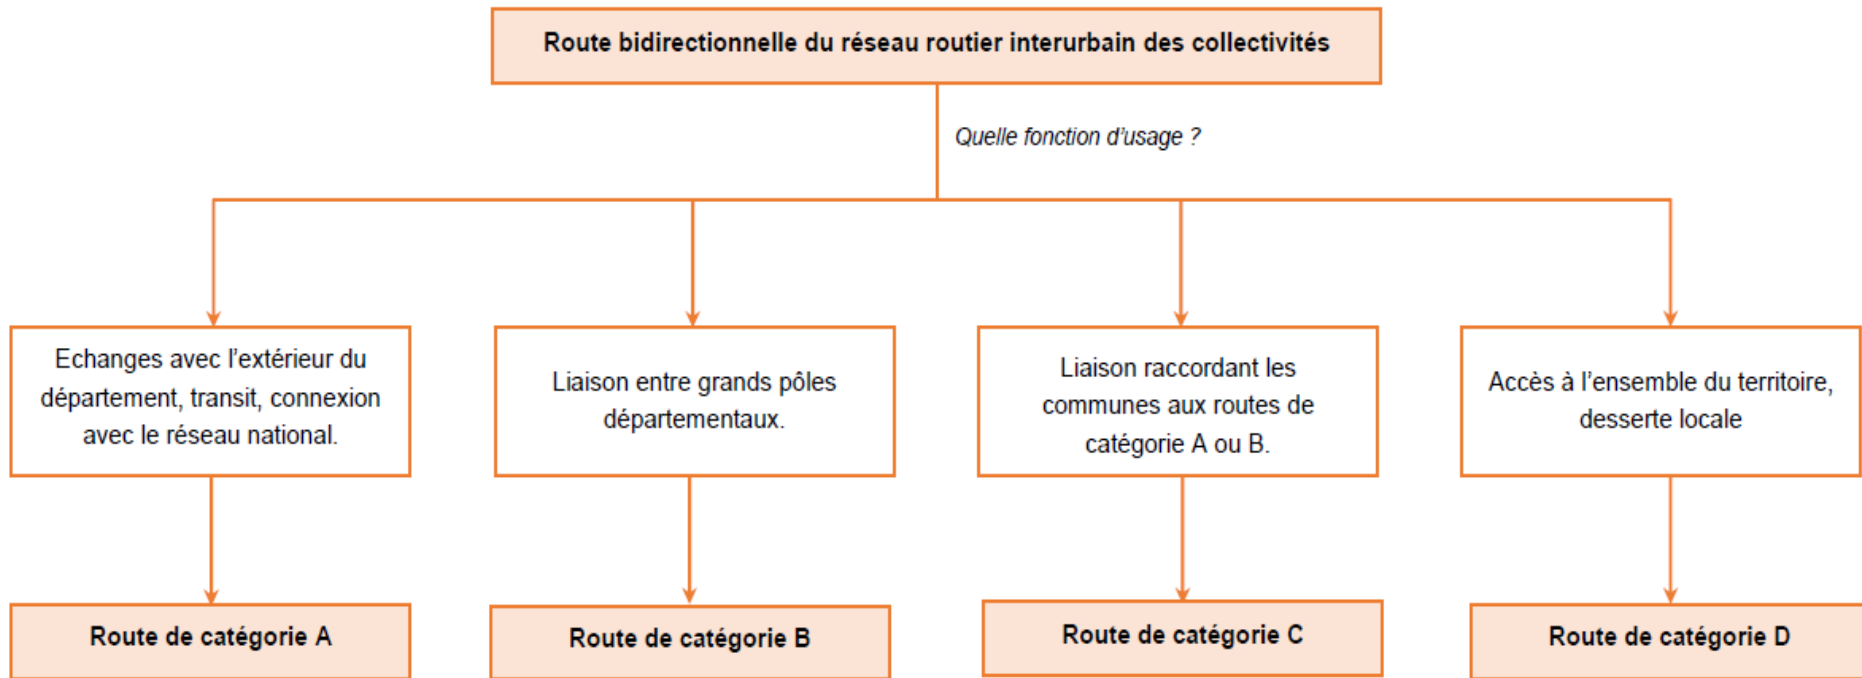 Route bidirectionnelle du réseau routier interurbain des collectivités
Quelle fonction d'usage ?
Echanges avec l'extérieur du
département, transit, connexion
avec le réseau national.
Liaison entre grands pôles
départementaux.
Liaison raccordant les
communes aux routes de
catégorie A ou B.
Accès à l'ensemble du territoire,
desserte locale
Route de catégorie A
Route de catégorie B
Route de catégorie C
Route de catégorie D